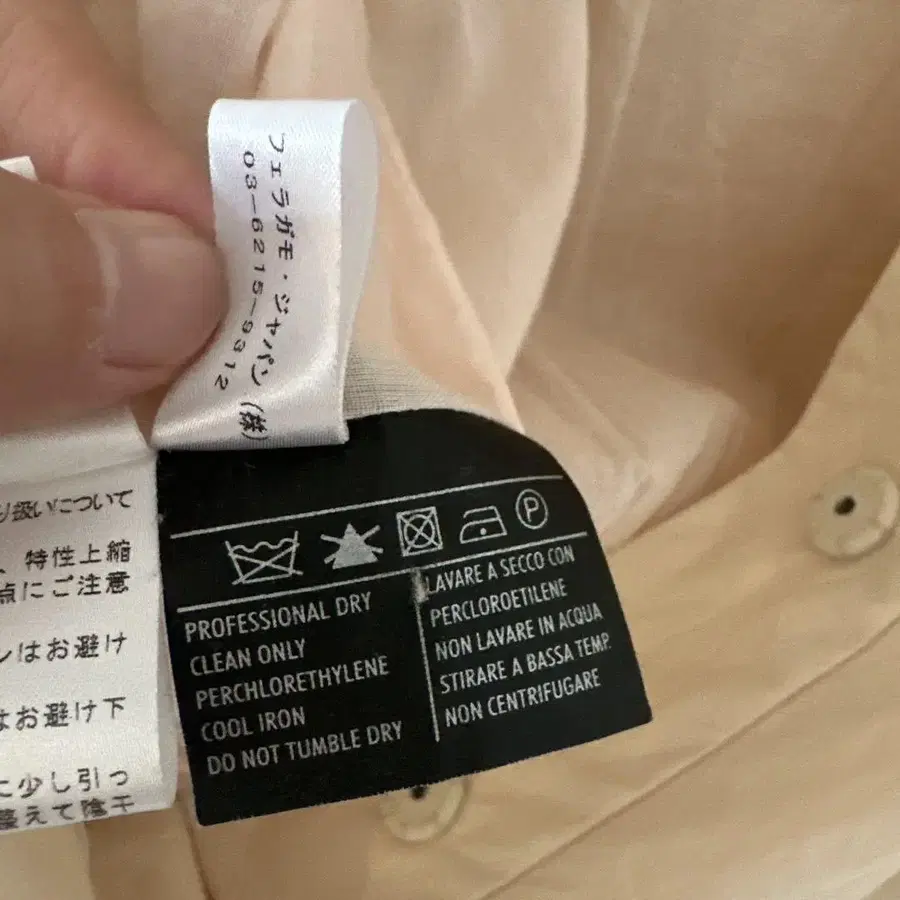 フェラガモ・ジャパン(株)
03-6215-9312
り扱いについて
、特性上縮
点にご注意
ンはお避け
はお避け下
に少し引っ
整えて陰干
P
PROFESSIONAL DRY
CLEAN ONLY
PERCHLORETHYLENE
COOL IRON
DO NOT TUMBLE DRY
LAVARE A SECCO CON
PERCLOROETILENE
NON LAVARE IN ACQUA
STIRARE A BASSA TEMP.
NON CENTRIFUGARE